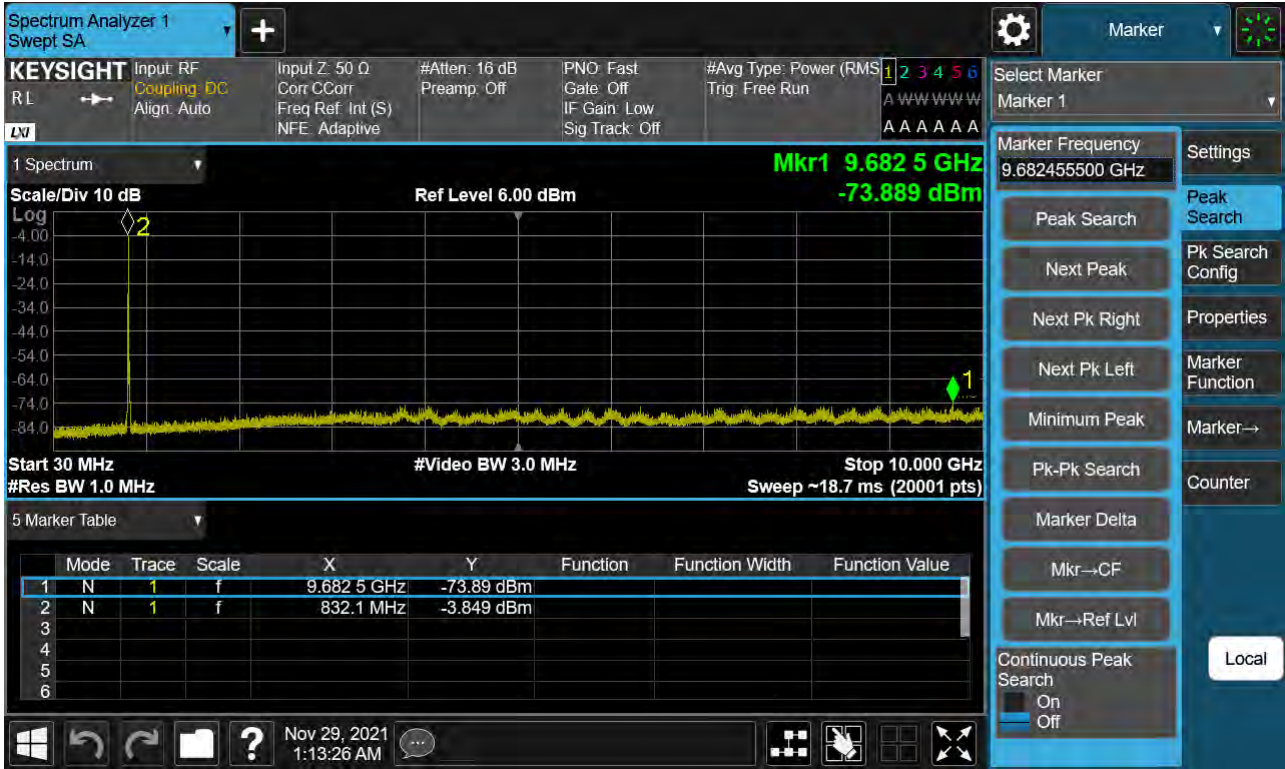 Spectrum Analyzer 1
Swept SA
Marker
KEYSIGHT
RL
LXI
Input: RF
Coupling: DC
Align: Auto
Input Z: 50 Ω
Corr CCorr
Freq Ref: Int (S)
NFE: Adaptive
#Atten: 16 dB
Preamp: Off
PNO: Fast
Gate: Off
IF Gain: Low
Sig Track: Off
#Avg Type: Power (RMS
Trig: Free Run
1 2 3 4 5 6
A W W W W W
A A A A A A
Select Marker
Marker 1
1 Spectrum
Mkr1 9.682 5 GHz
-73.889 dBm
Scale/Div 10 dB
Ref Level 6.00 dBm
Log
-4.00
-14.0
-24.0
-34.0
-44.0
-54.0
-64.0
-74.0
-84.0
2
1
Start 30 MHz
#Video BW 3.0 MHz
Stop 10.000 GHz
#Res BW 1.0 MHz
Sweep ~18.7 ms (20001 pts)
5 Marker Table
Mode Trace Scale X Y Function Function Width Function Value
1 N 1 f 9.682 5 GHz -73.89 dBm
2 N 1 f 832.1 MHz -3.849 dBm
3
4
5
6
Marker Frequency
9.682455500 GHz
Peak Search
Next Peak
Next Pk Right
Next Pk Left
Minimum Peak
Pk-Pk Search
Marker Delta
Mkr→CF
Mkr→Ref Lvl
Continuous Peak
Search
On
Off
Settings
Peak
Search
Pk Search
Config
Properties
Marker
Function
Marker→
Counter
Local
?
Nov 29, 2021
1:13:26 AM